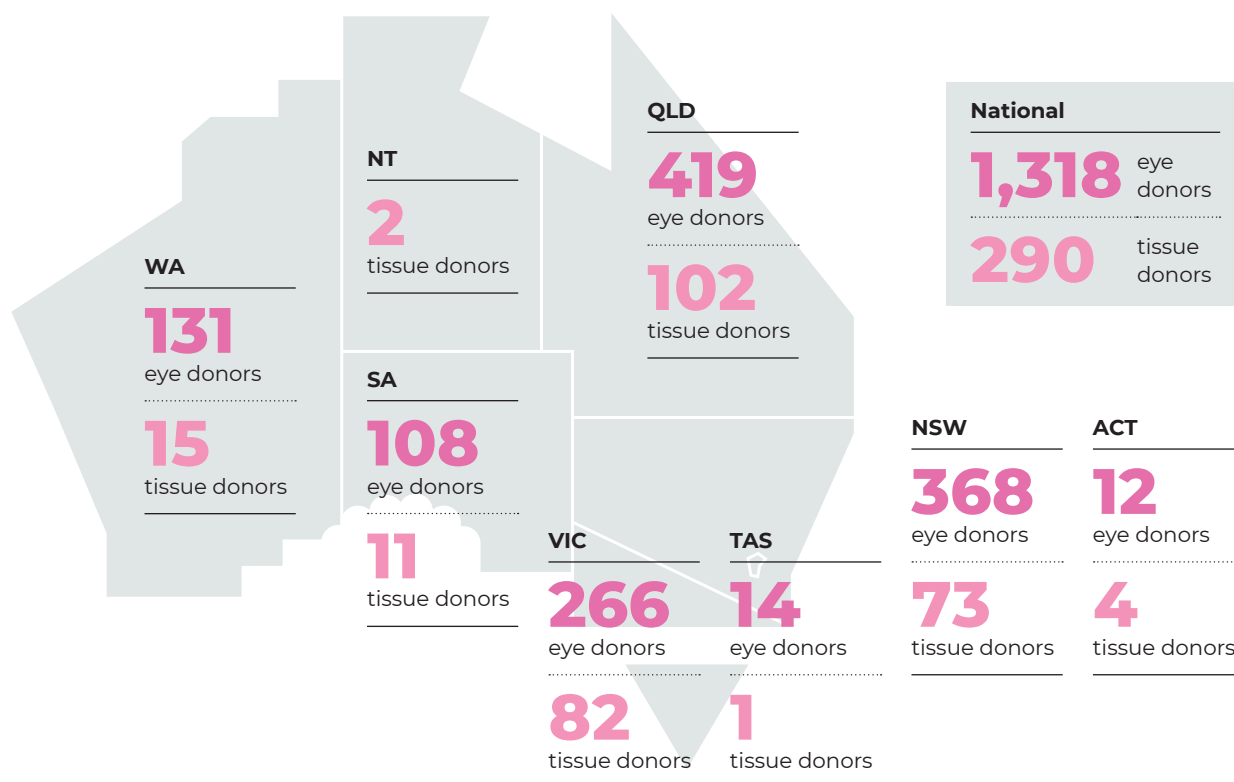 QLD
419
eye donors
102
tissue donors
National
1,318 eye
donors
290 tissue
donors
NT
2
tissue donors
WA
131
eye donors
15
tissue donors
SA
108
eye donors
11
tissue donors
NSW
368
eye donors
73
tissue donors
ACT
12
eye donors
4
tissue donors
VIC
266
eye donors
82
tissue donors
TAS
14
eye donors
1
tissue donors